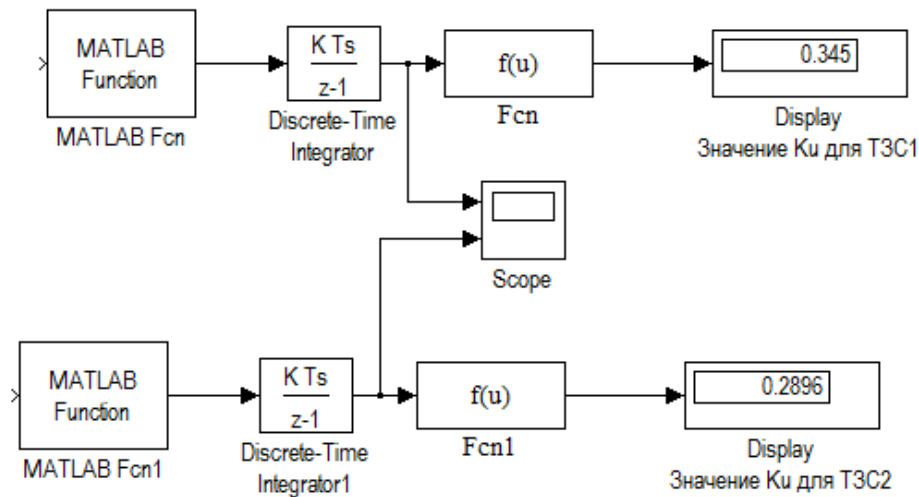 MATLAB
Function
MATLAB Fcn
K Ts
z-1
Discrete-Time
Integrator
f(u)
Fcn
0.345
Display
Значение Ku для ТЗС1
Scope
MATLAB
Function
MATLAB Fcn1
K Ts
z-1
Discrete-Time
Integrator1
f(u)
Fcn1
0.2896
Display
Значение Ku для ТЗС2